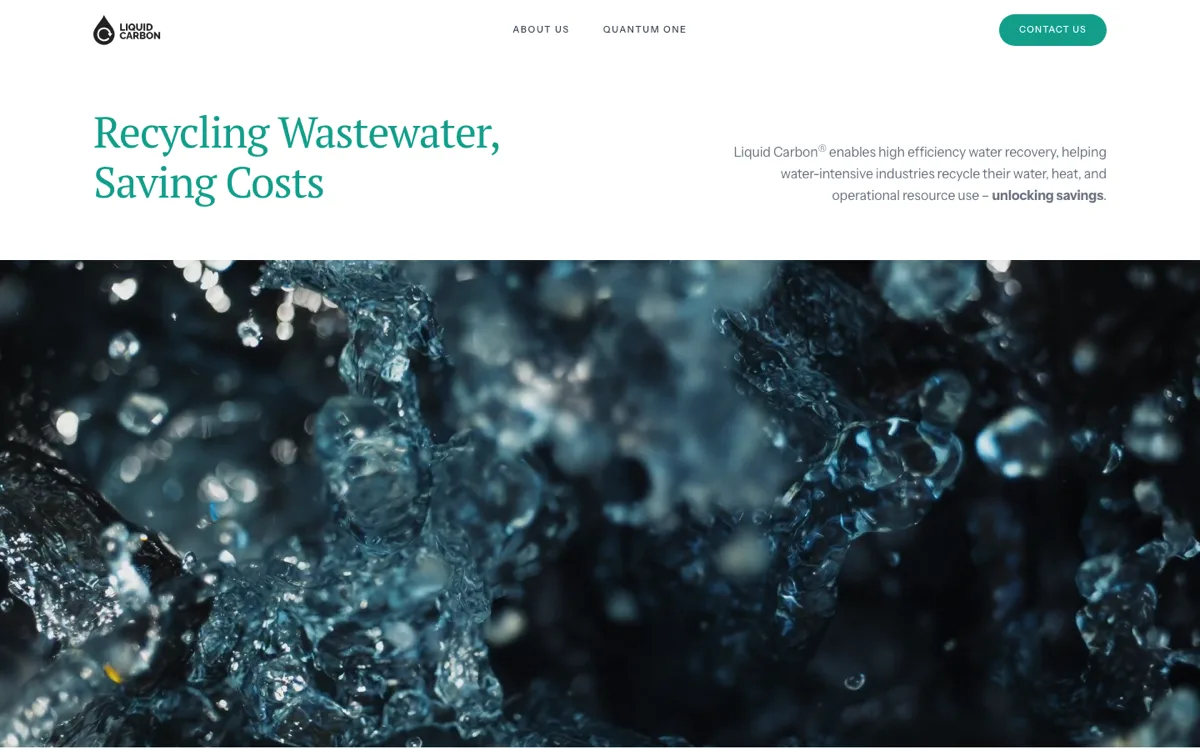 LIQUID
CARBON
ABOUT US
QUANTUM ONE
CONTACT US
Recycling Wastewater,
Saving Costs
Liquid Carbon® enables high efficiency water recovery, helping
water-intensive industries recycle their water, heat, and
operational resource use – unlocking savings.